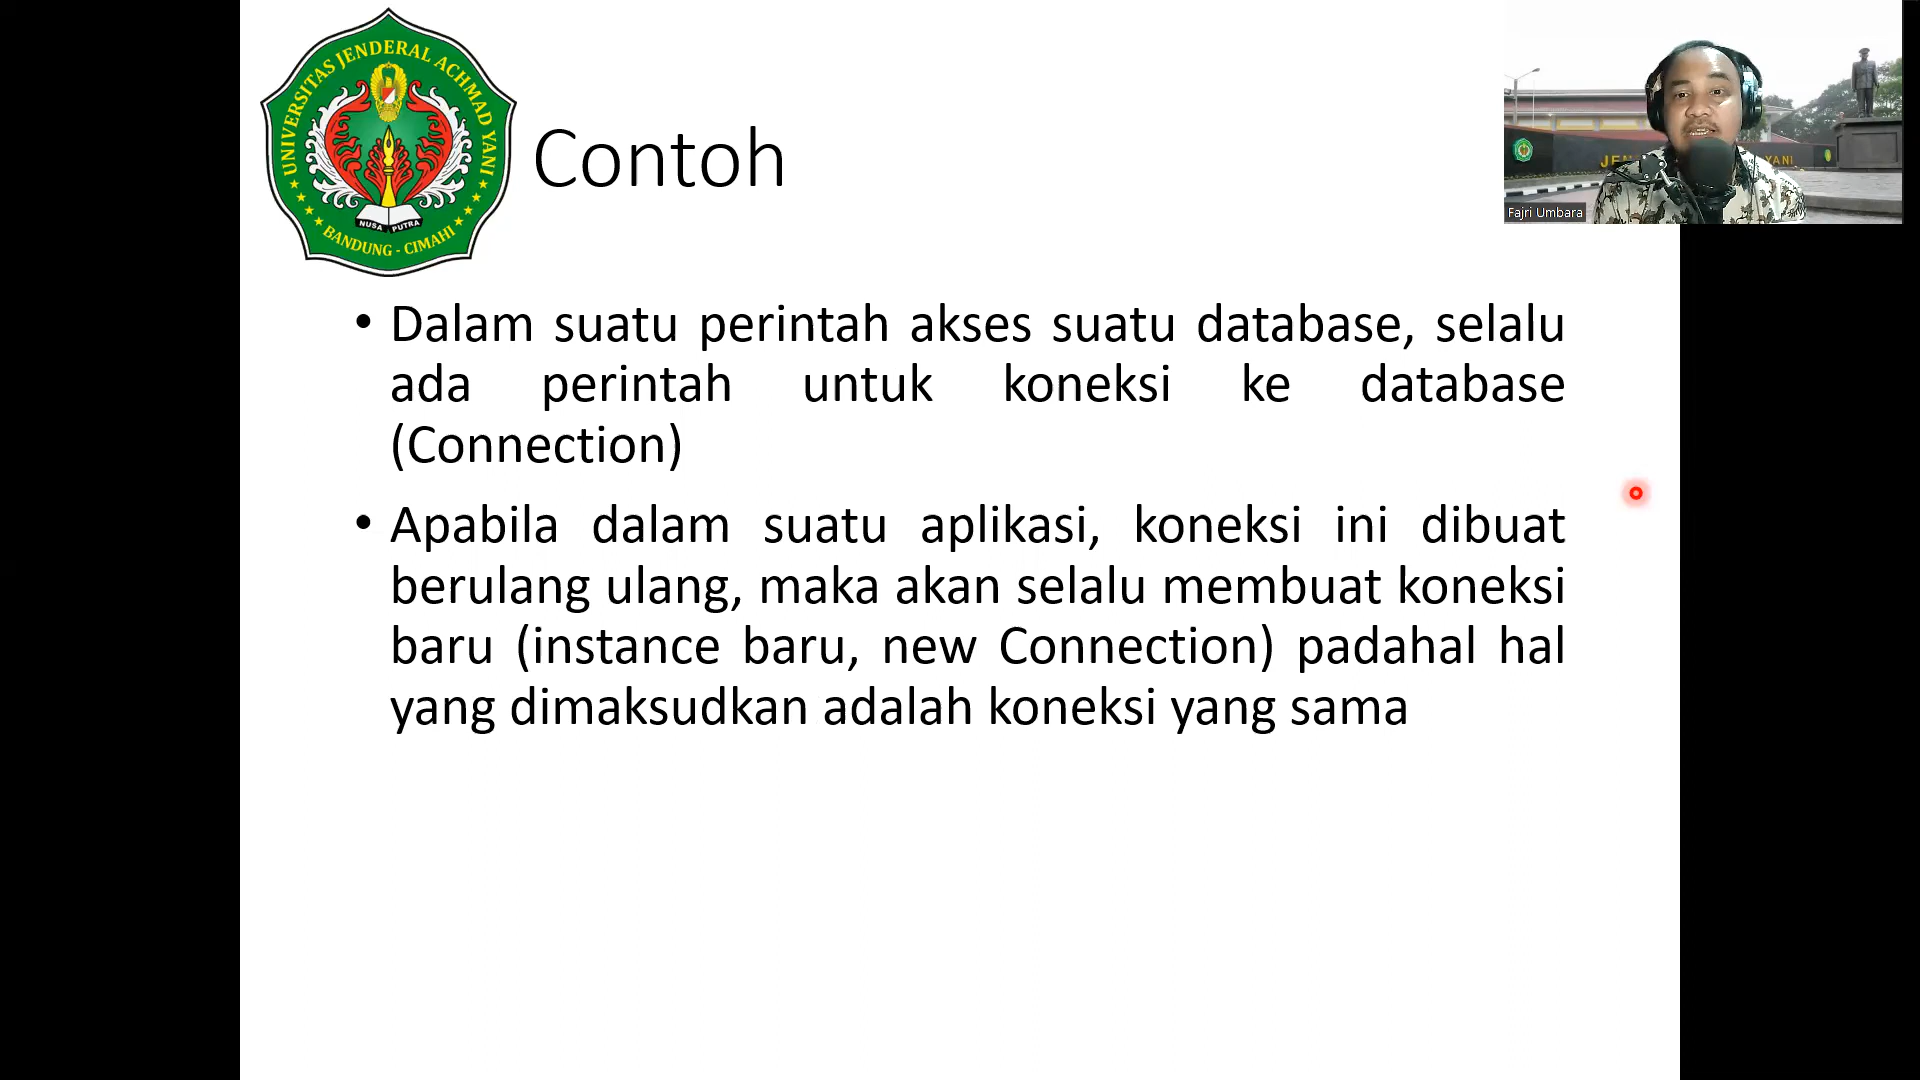 UNIVERSITAS JENDERAL ACHMAD YANI
NUSA PUTRA
BANDUNG - CIMAHI
Contoh
YANI
Fajri Umbara
• Dalam suatu perintah akses suatu database, selalu
ada perintah untuk koneksi ke database
(Connection)
• Apabila dalam suatu aplikasi, koneksi ini dibuat
berulang ulang, maka akan selalu membuat koneksi
baru (instance baru, new Connection) padahal hal
yang dimaksudkan adalah koneksi yang sama